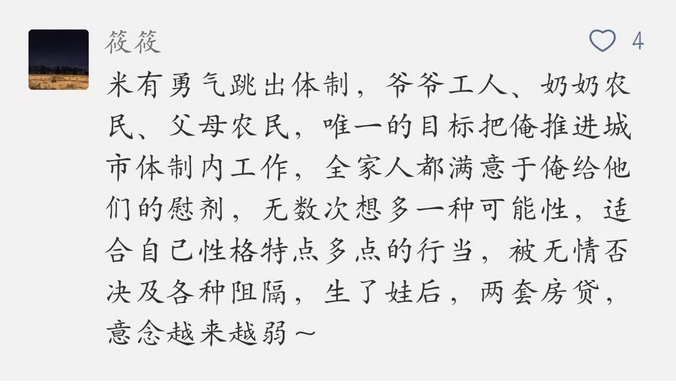 筱筱
4
米有勇气跳出体制，爷爷工人、奶奶农
民、父母农民，唯一的目标把俺推进城
市体制内工作，全家人都满意于俺给他
们的慰剂，无数次想多一种可能性，适
合自己性格特点多点的行当，被无情否
决及各种阻隔，生了娃后，两套房贷，
意念越来越弱～